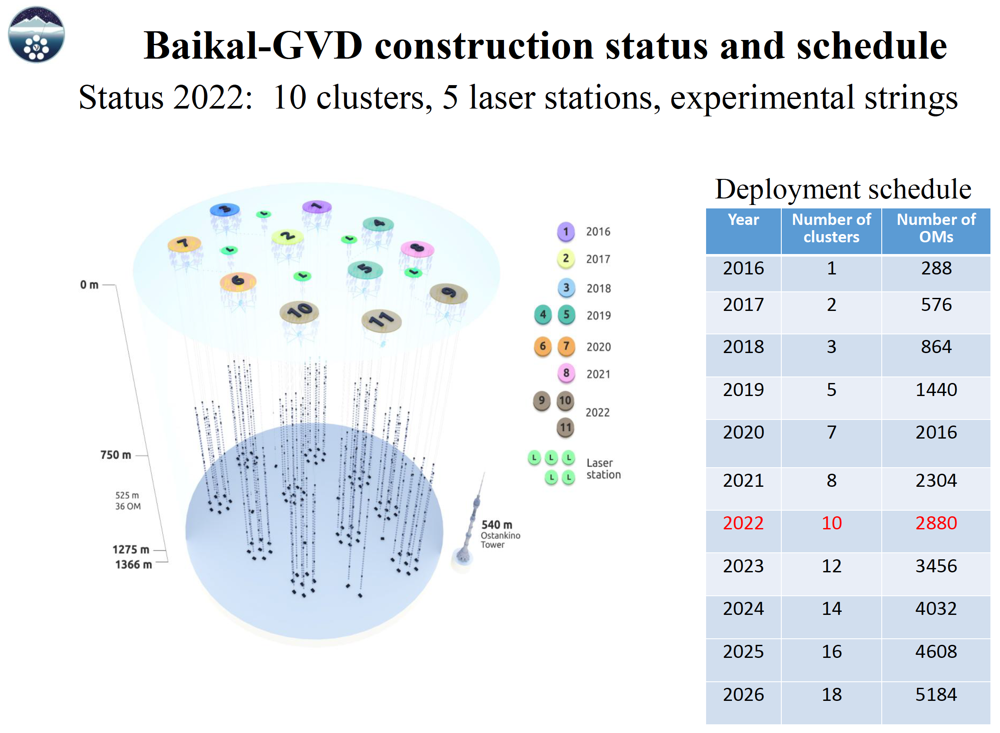 Baikal-GVD construction status and schedule
Status 2022: 10 clusters, 5 laser stations, experimental strings
3
L
1
4
2
7
L
L
8
5
L
L
6
9
10
11
0 m
750 m
525 m
36 OM
1275 m
1366 m
540 m
Ostankino
Tower
1 2016
2 2017
3 2018
4 5 2019
6 7 2020
8 2021
9 10
2022
11
L L L
L L
Laser
station
Deployment schedule
Year Number of clusters Number of OMs
2016 1 288
2017 2 576
2018 3 864
2019 5 1440
2020 7 2016
2021 8 2304
2022 10 2880
2023 12 3456
2024 14 4032
2025 16 4608
2026 18 5184